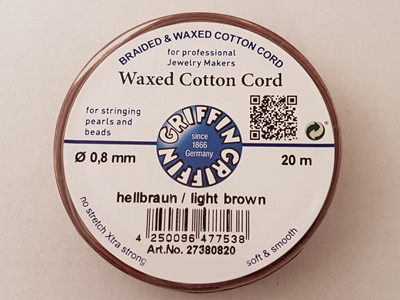 BRAIDED & WAXED COTTON CORD
for professional
Jewelry Makers
Waxed Cotton Cord
for stringing
pearls and
beads
GRIFFIN
since
1866
Germany
GRIFFIN
®
Ø 0,8 mm
20 m
hellbraun / light brown
4 250096 477538
Art.No. 27380820
no stretch Xtra strong
soft & smooth